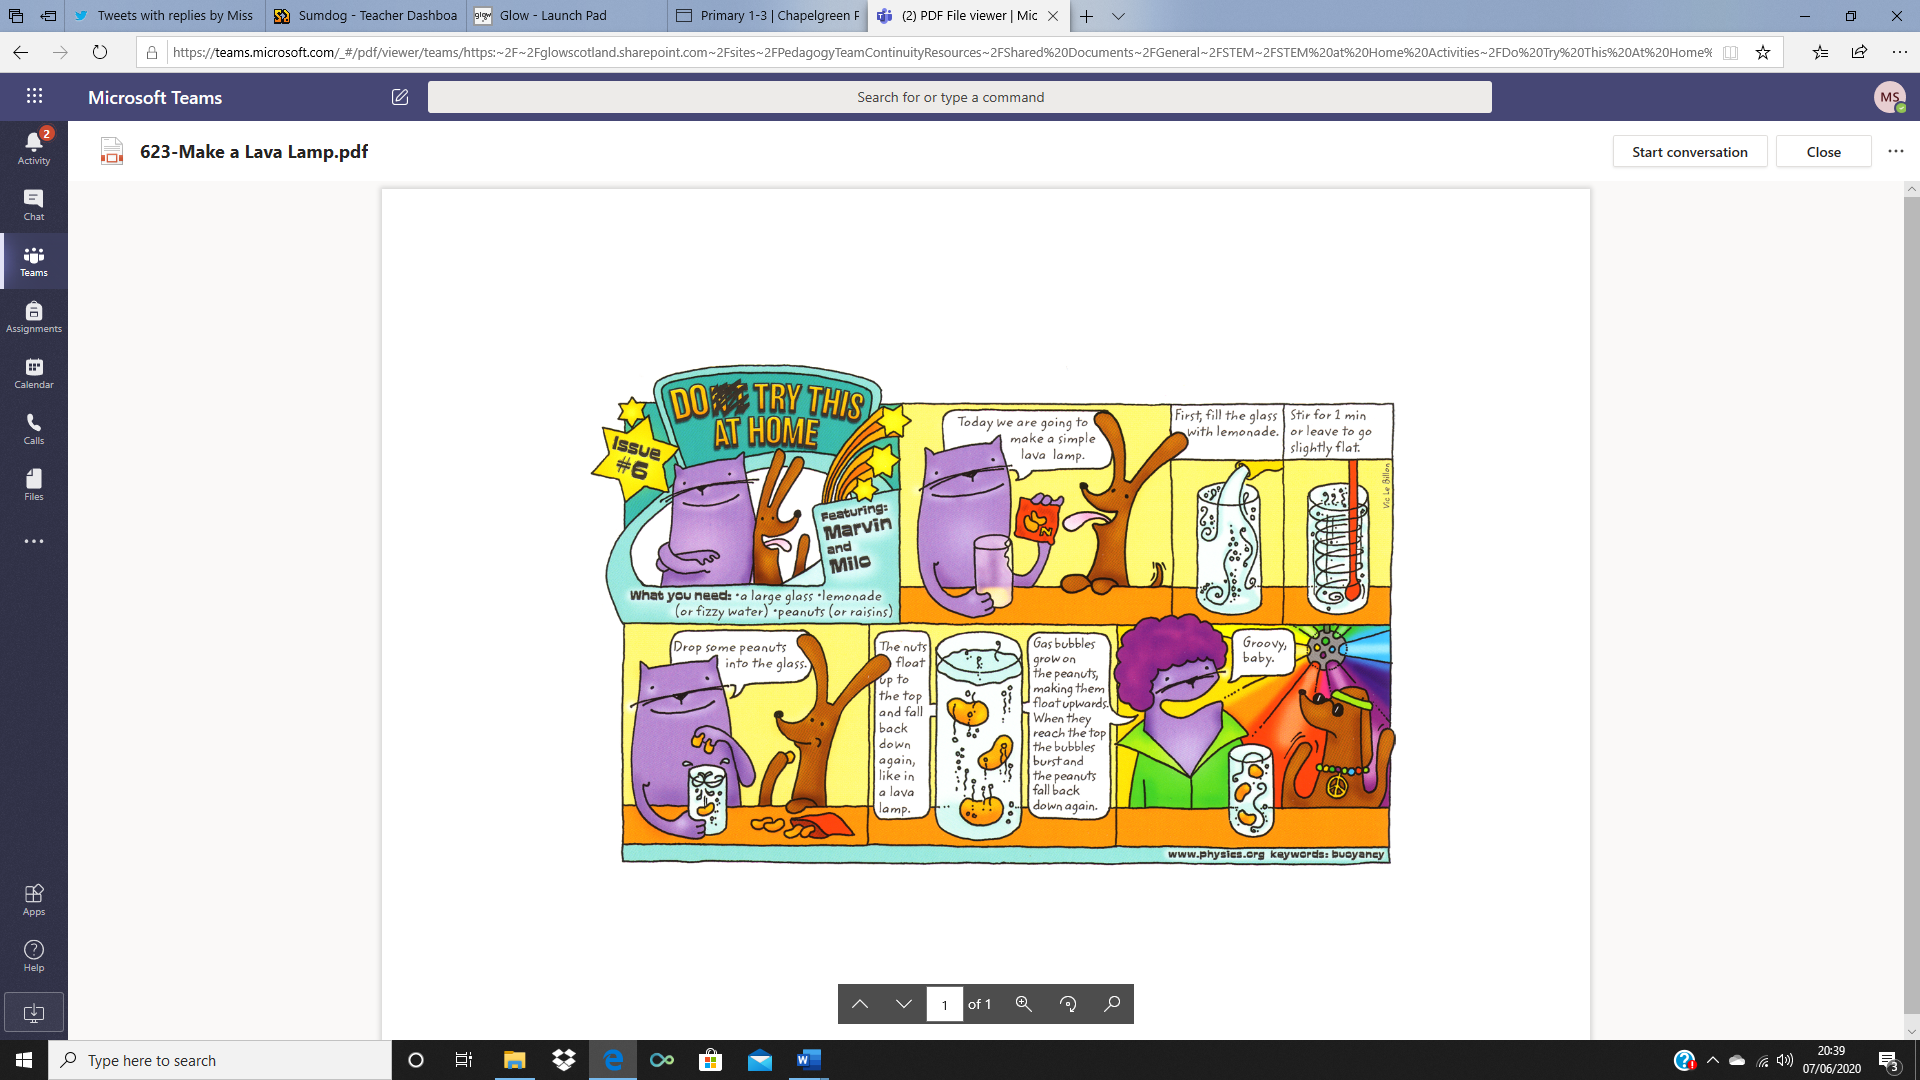 Tweets with replies by Miss
Sumdog - Teacher Dashboa
glow
Glow - Launch Pad
Primary 1-3 | Chapelgreen P
(2) PDF File viewer | Mic
https://teams.microsoft.com/_#/pdf/viewer/teams/https:~2F~2Fglowscotland.sharepoint.com~2Fsites~2FPedagogyTeamContinuityResources~2FShared%20Documents~2FGeneral~2FSTEM~2FSTEM%20at%20Home%20Activities~2FDo%20Try%20This%20At%20Home%
Microsoft Teams
Search for or type a command
MS
2
Activity
Chat
Teams
Assignments
Calendar
Calls
Files
Apps
Help
623-Make a Lava Lamp.pdf
Start conversation
Close
DO TRY THIS
AT HOME
Issue
#6
Featuring:
Marvin
and
Milo
What you need: •a large glass •lemonade
(or fizzy water) •peanuts (or raisins)
Today we are going to
make a simple
lava lamp.
First, fill the glass
with lemonade.
Stir for 1 min
or leave to go
slightly flat.
Vic Le Billon
Drop some peanuts
into the glass.
The nuts
float
up to
the top
and fall
back
down
again,
like in
a lava
lamp.
Gas bubbles
grow on
the peanuts,
making them
float upwards.
When they
reach the top
the bubbles
burst and
the peanuts
fall back
down again.
Groovy,
baby.
www.physics.org keywords: buoyancy
1 of 1
Type here to search
20:39
07/06/2020
3